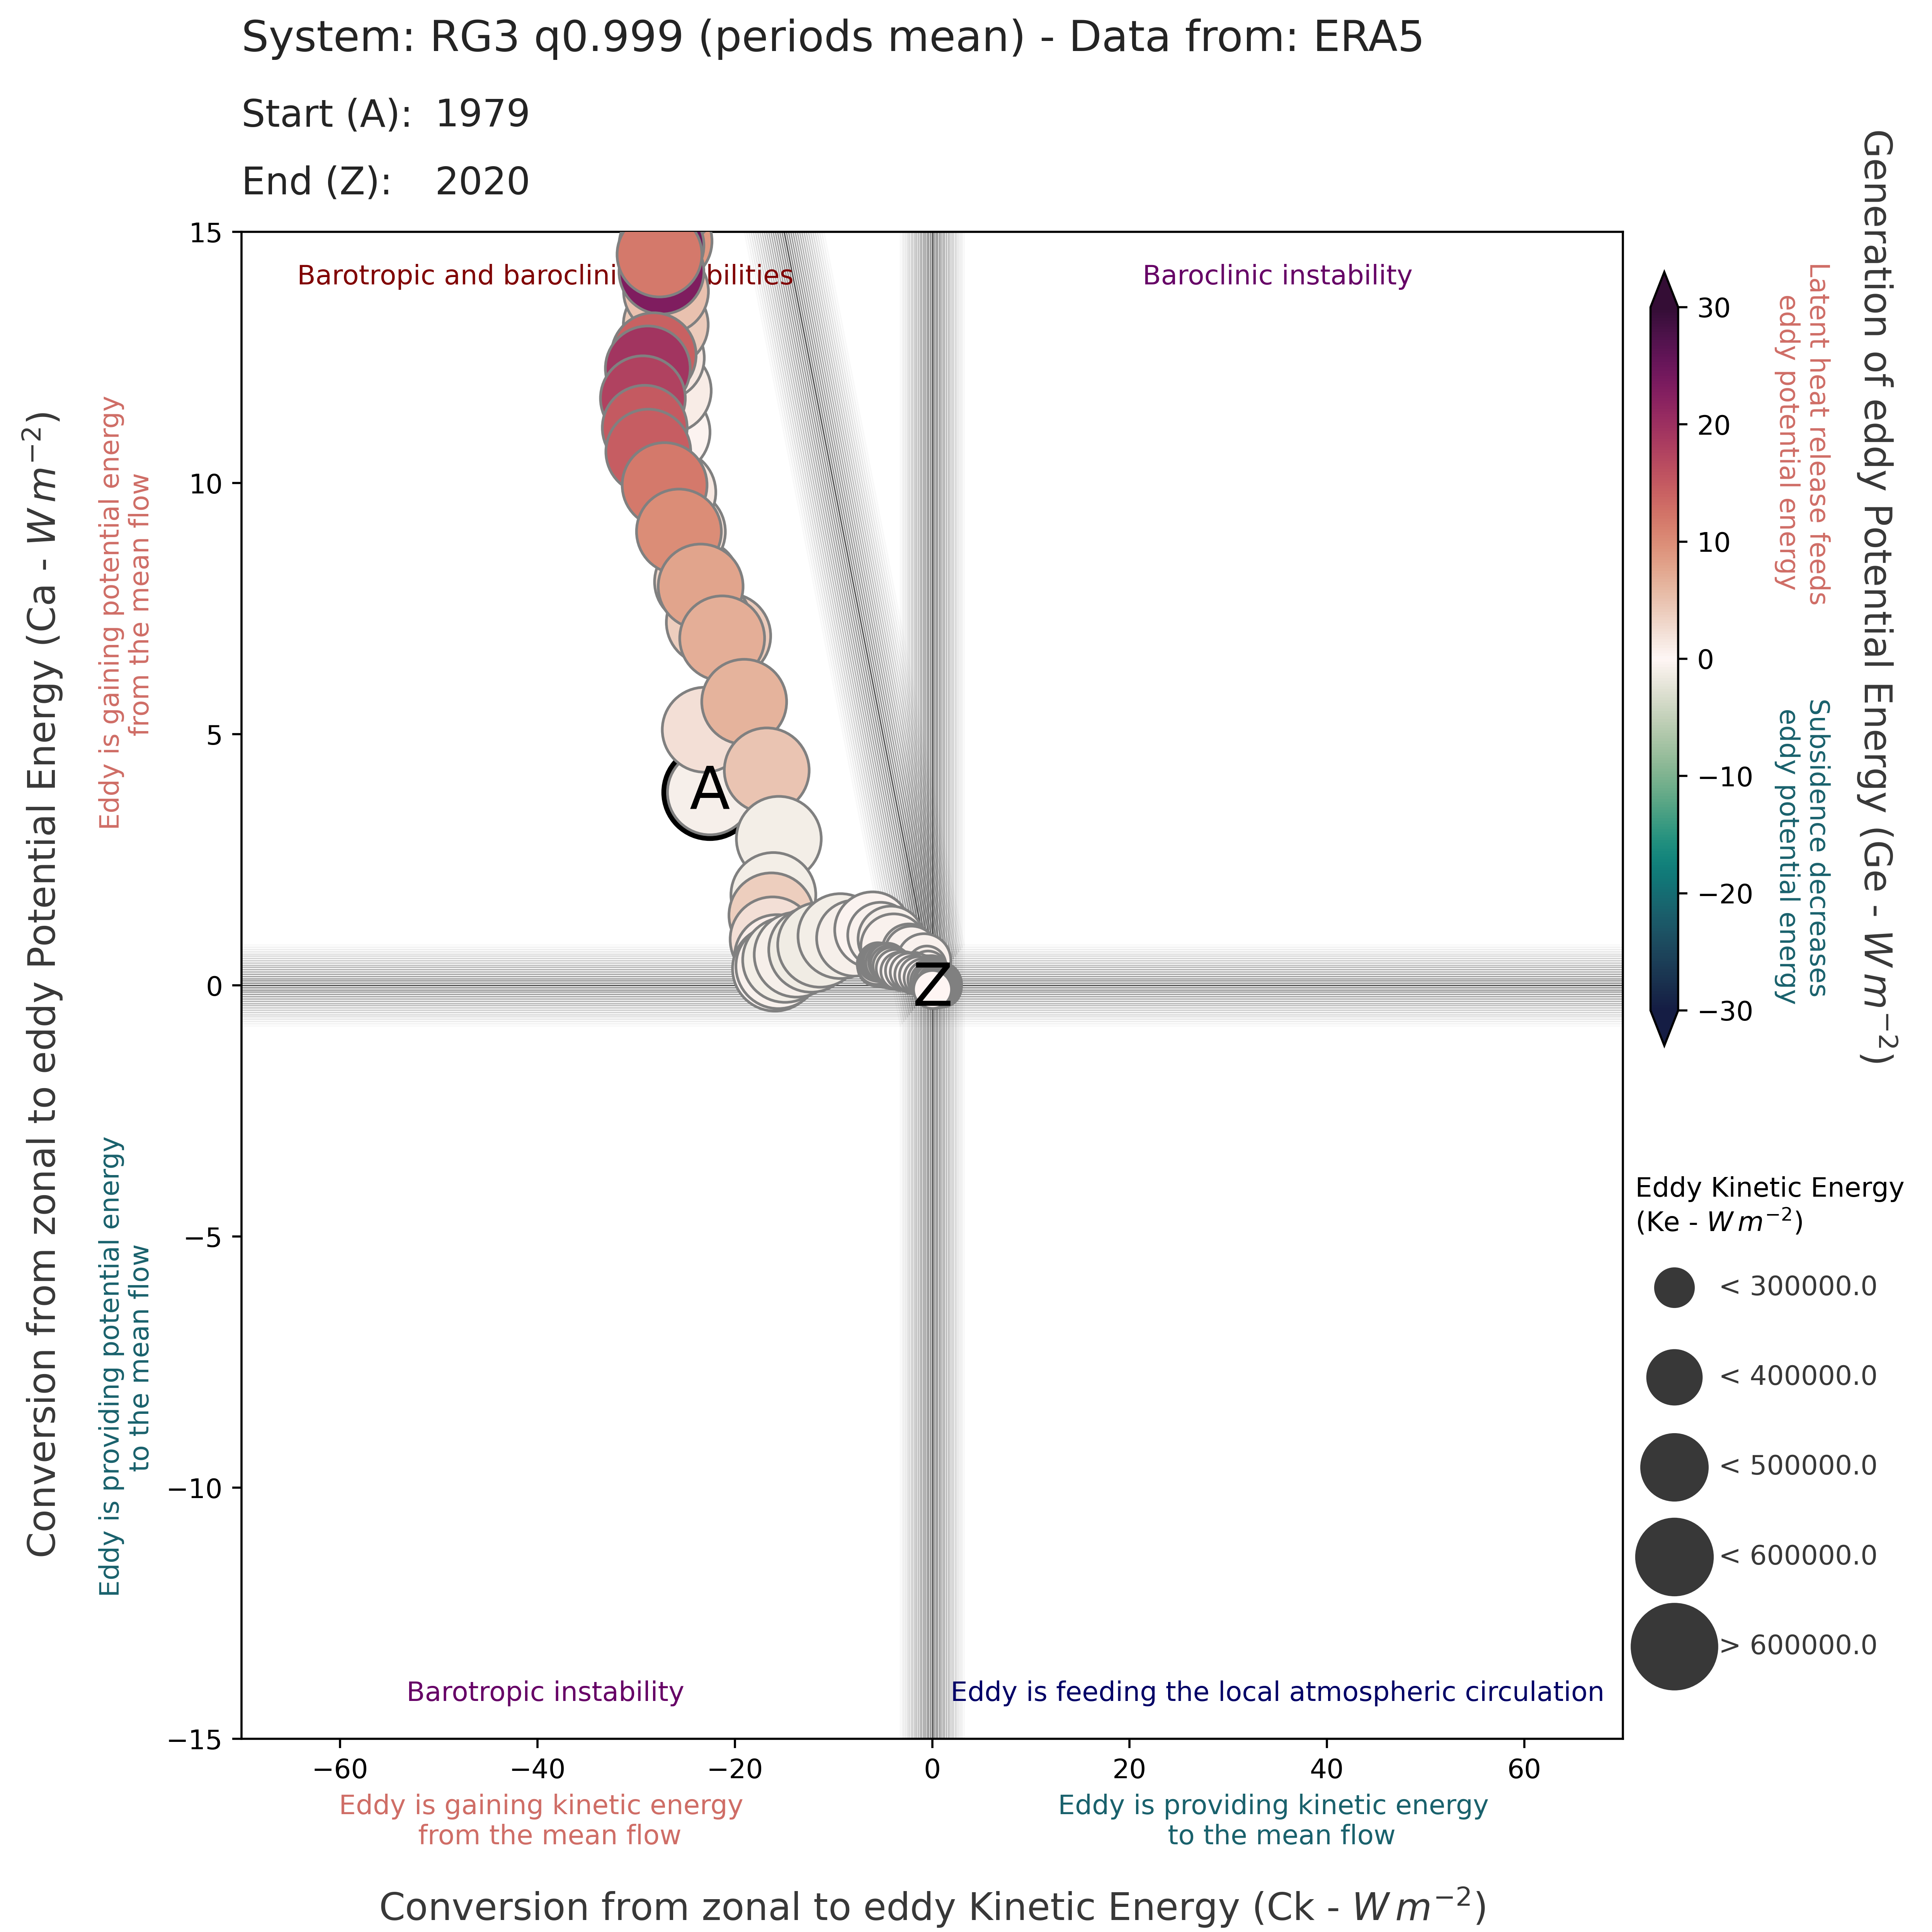 System: RG3 q0.999 (periods mean) - Data from: ERA5
Start (A): 1979
End (Z): 2020
Conversion from zonal to eddy Potential Energy (Ca - W m⁻²)
Eddy is gaining potential energy
from the mean flow
Eddy is providing potential energy
to the mean flow
15
10
5
0
−5
−10
−15
Barotropic and baroclini bilities
Baroclinic instability
A
Z
Barotropic instability
Eddy is feeding the local atmospheric circulation
−60
−40
−20
0
20
40
60
Eddy is gaining kinetic energy
from the mean flow
Eddy is providing kinetic energy
to the mean flow
Conversion from zonal to eddy Kinetic Energy (Ck - W m⁻²)
30
20
10
0
−10
−20
−30
Latent heat release feeds
eddy potential energy
Subsidence decreases
eddy potential energy
Generation of eddy Potential Energy (Ge - W m⁻²)
Eddy Kinetic Energy
(Ke - W m⁻²)
< 300000.0
< 400000.0
< 500000.0
< 600000.0
> 600000.0